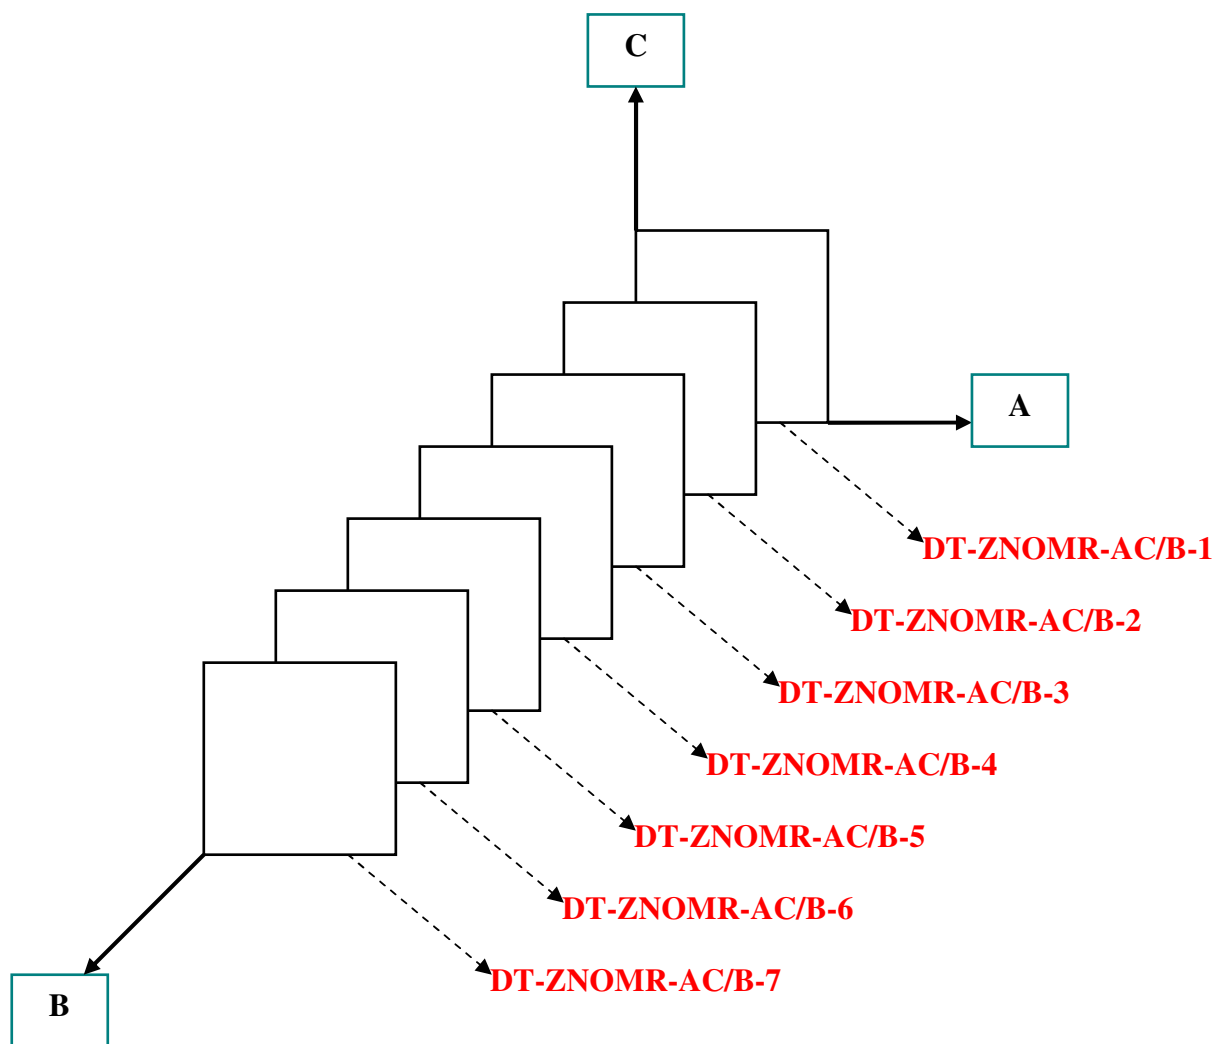 C
A
DT-ZNOMR-AC/B-1
DT-ZNOMR-AC/B-2
DT-ZNOMR-AC/B-3
DT-ZNOMR-AC/B-4
DT-ZNOMR-AC/B-5
DT-ZNOMR-AC/B-6
DT-ZNOMR-AC/B-7
B